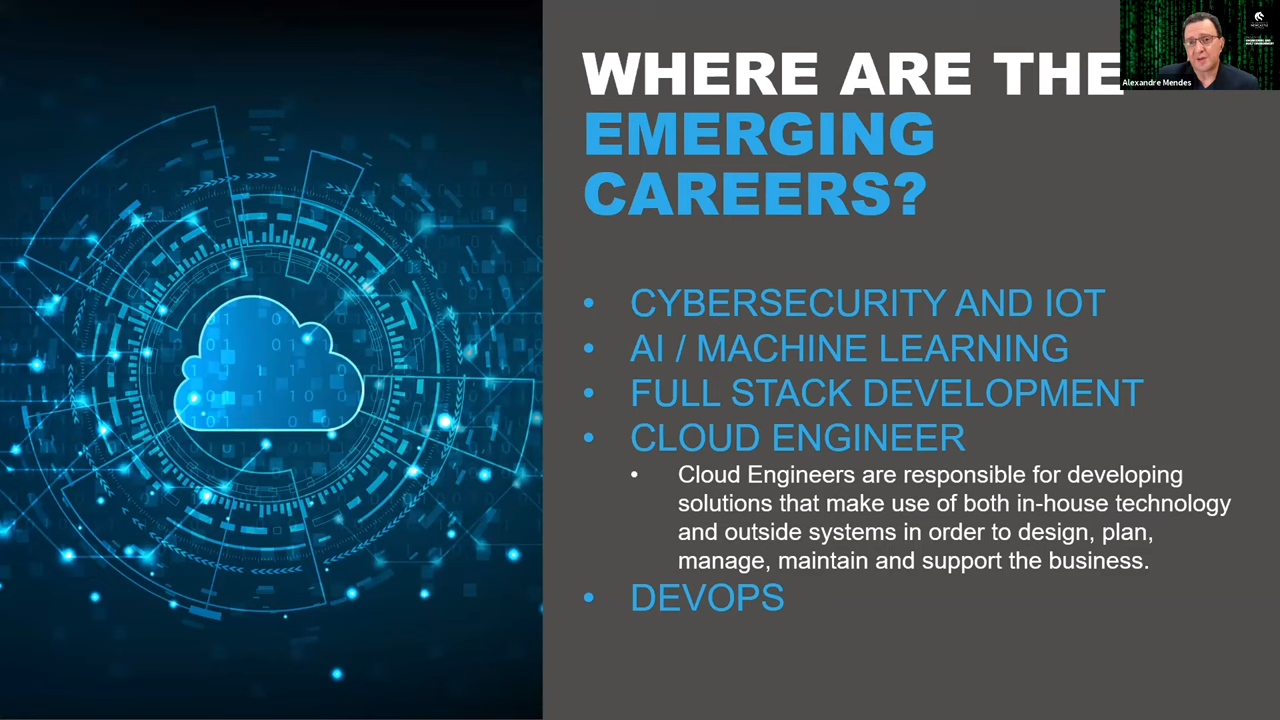 WHERE ARE THE
EMERGING
CAREERS?
Alexandre Mendes
• CYBERSECURITY AND IOT
• AI / MACHINE LEARNING
• FULL STACK DEVELOPMENT
• CLOUD ENGINEER
• Cloud Engineers are responsible for developing
solutions that make use of both in-house technology
and outside systems in order to design, plan,
manage, maintain and support the business.
• DEVOPS